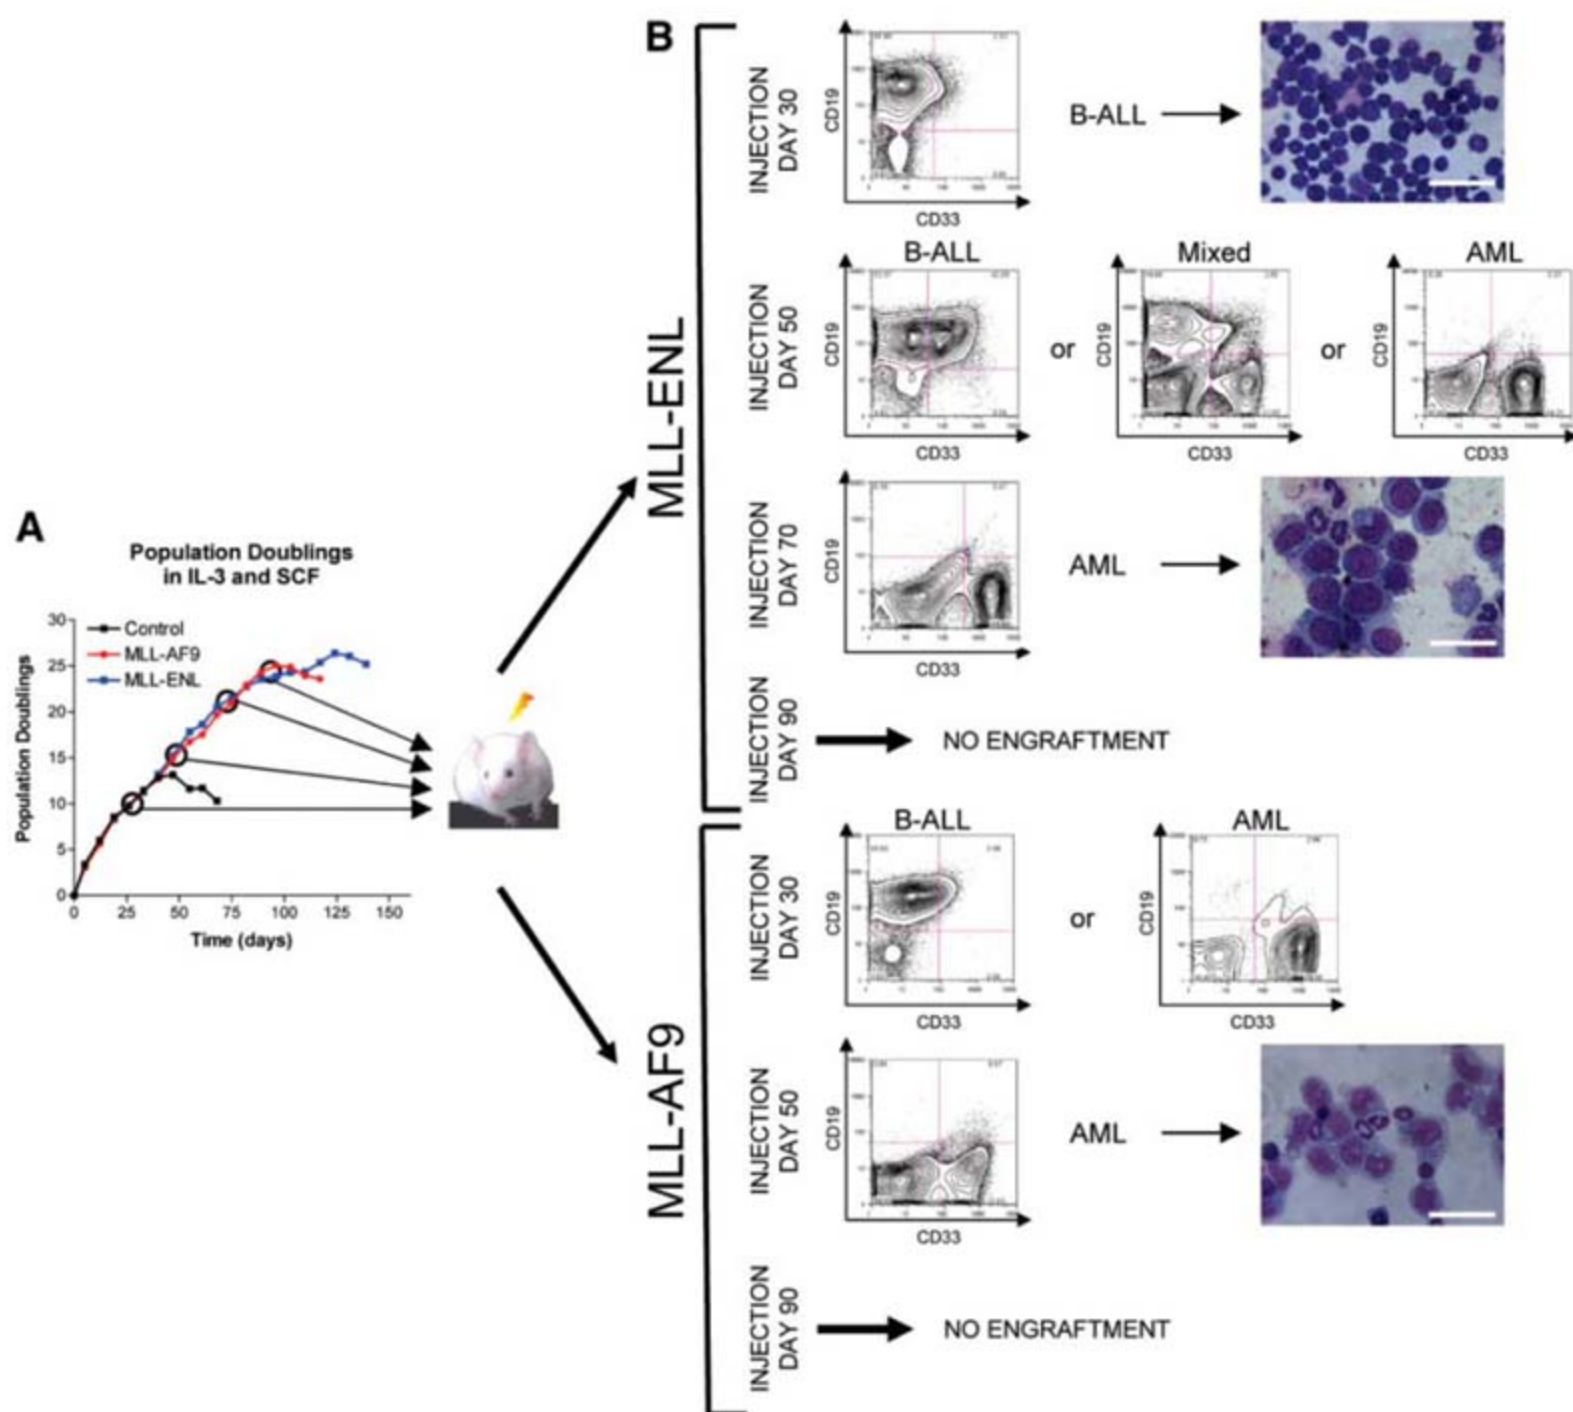 A
Population Doublings
in IL-3 and SCF
Population Doublings
30
25
20
15
10
5
0
Control
MLL-AF9
MLL-ENL
0 25 50 75 100 125 150
Time (days)
B
MLL-ENL
INJECTION
DAY 30
CD19
CD33
B-ALL
INJECTION
DAY 50
B-ALL
CD19
CD33
or
Mixed
CD19
CD33
or
AML
CD19
CD33
INJECTION
DAY 70
CD19
CD33
AML
INJECTION
DAY 90
NO ENGRAFTMENT
MLL-AF9
INJECTION
DAY 30
B-ALL
CD19
CD33
or
AML
CD19
CD33
INJECTION
DAY 50
CD19
CD33
AML
INJECTION
DAY 90
NO ENGRAFTMENT